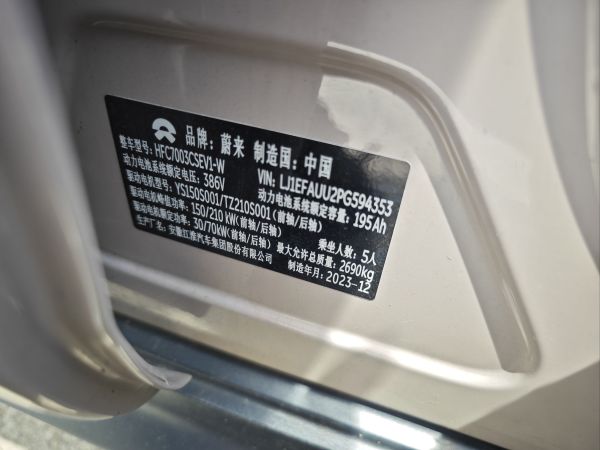 品牌：蔚来 制造国：中国
整车型号：HFC7003CSEV1-W VIN：LJ1EFAUU2PG594353
动力电池系统额定电压：386V 动力电池系统额定容量：195Ah
驱动电机型号：YS150S001/TZ210S001（前轴/后轴）
驱动电机峰值功率：150/210 kW（前轴/后轴） 乘坐人数：5人
驱动电机额定功率：30/70kW（前轴/后轴） 最大允许总质量：2690kg
生产厂名：安徽江淮汽车集团股份有限公司 制造年月：2023-12